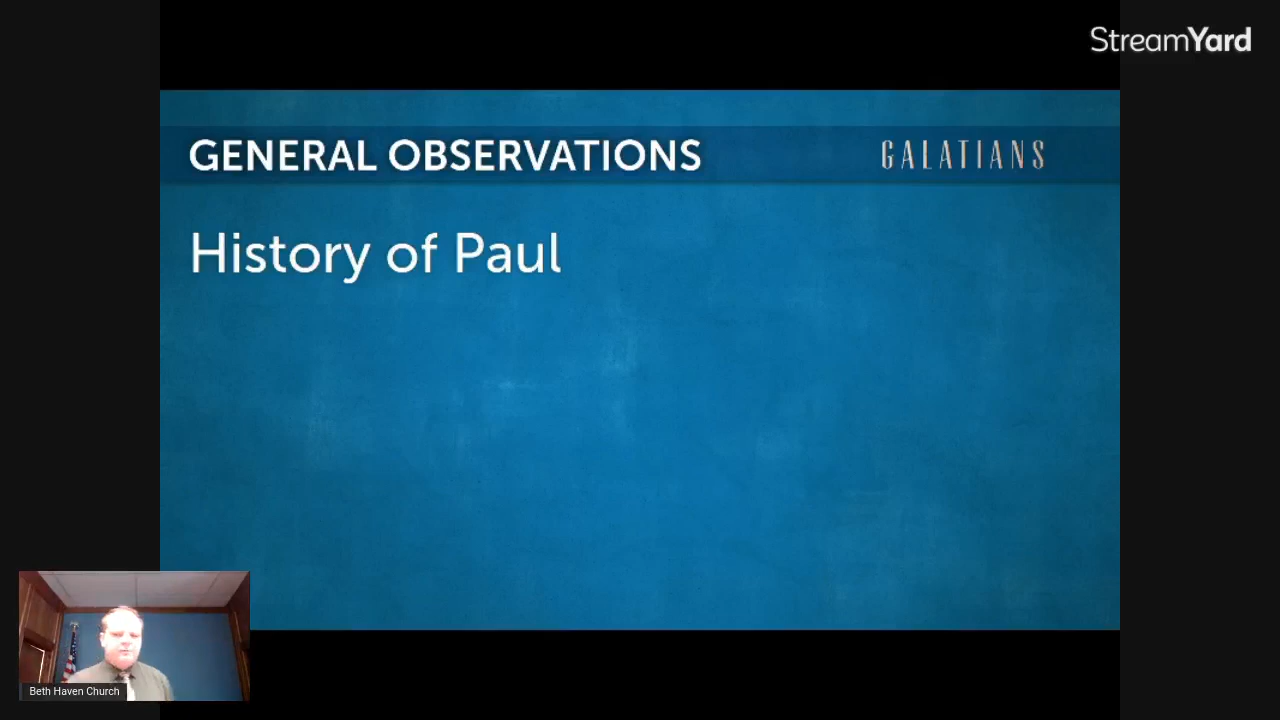 StreamYard
GENERAL OBSERVATIONS
GALATIANS
History of Paul
Beth Haven Church